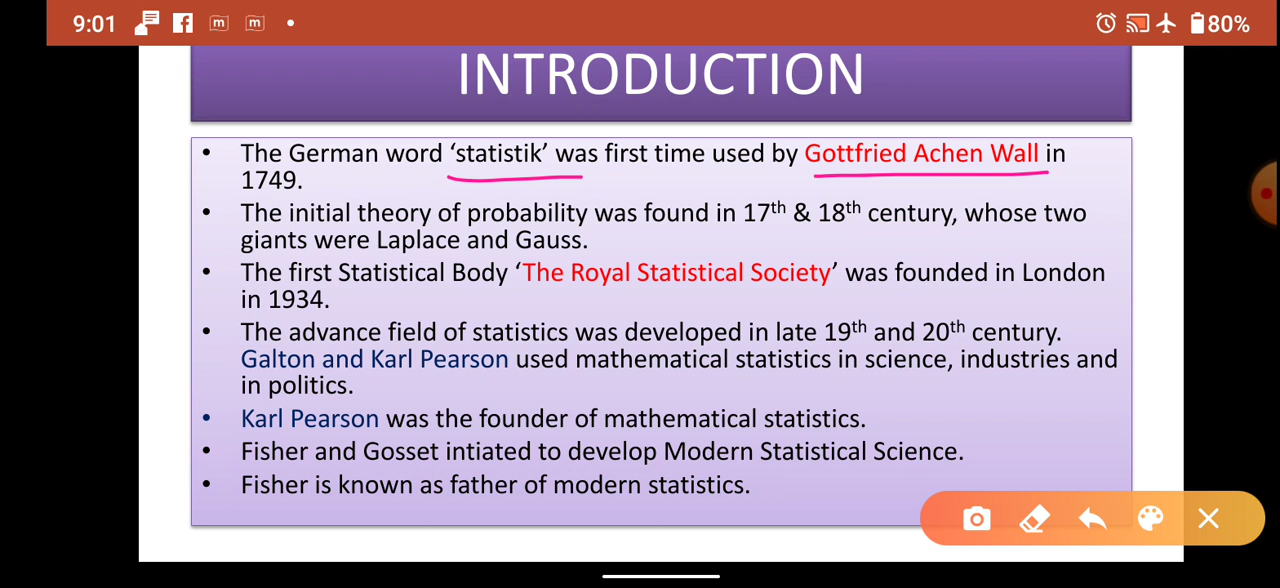 9:01
80%
INTRODUCTION
• The German word ‘statistik’ was first time used by Gottfried Achen Wall in
1749.
• The initial theory of probability was found in 17th & 18th century, whose two
giants were Laplace and Gauss.
• The first Statistical Body ‘The Royal Statistical Society’ was founded in London
in 1934.
• The advance field of statistics was developed in late 19th and 20th century.
Galton and Karl Pearson used mathematical statistics in science, industries and
in politics.
• Karl Pearson was the founder of mathematical statistics.
• Fisher and Gosset intiated to develop Modern Statistical Science.
• Fisher is known as father of modern statistics.